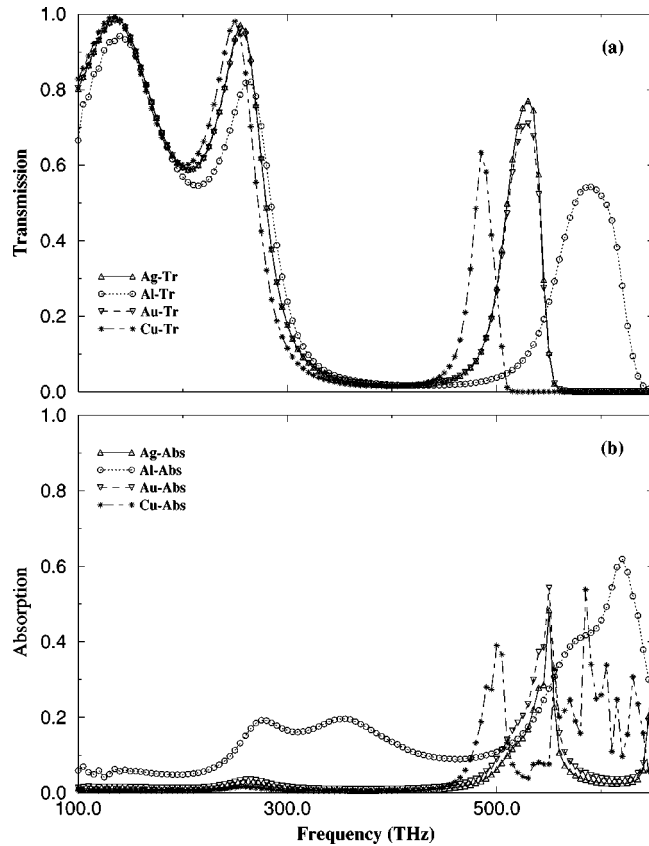 1.0
(a)
0.8
0.6
Transmission
0.4
Ag-Tr
Al-Tr
0.2
Au-Tr
Cu-Tr
0.0
1.0
Ag-Abs
(b)
Al-Abs
0.8
Au-Abs
Cu-Abs
0.6
Absorption
0.4
0.2
0.0
100.0 300.0 500.0
Frequency (THz)